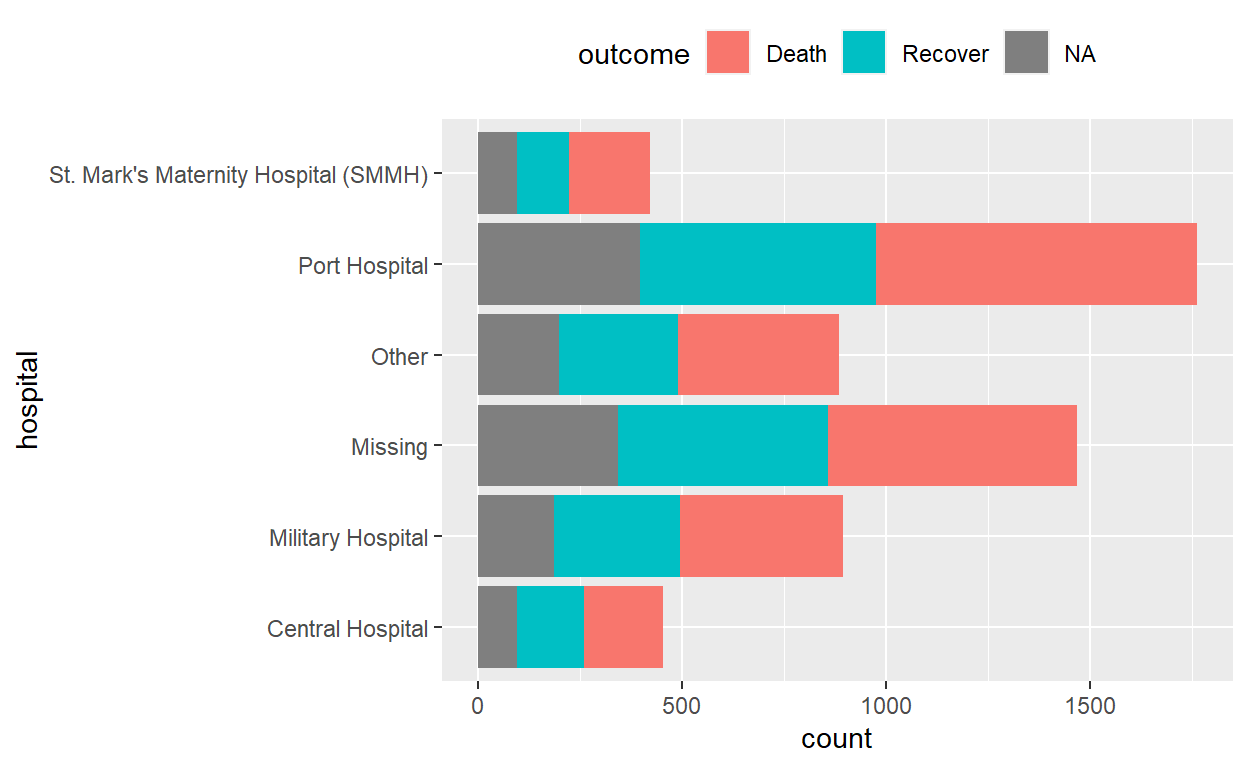 outcome Death Recover NA
St. Mark's Maternity Hospital (SMMH)
Port Hospital
Other
Missing
Military Hospital
Central Hospital
hospital
0 500 1000 1500
count